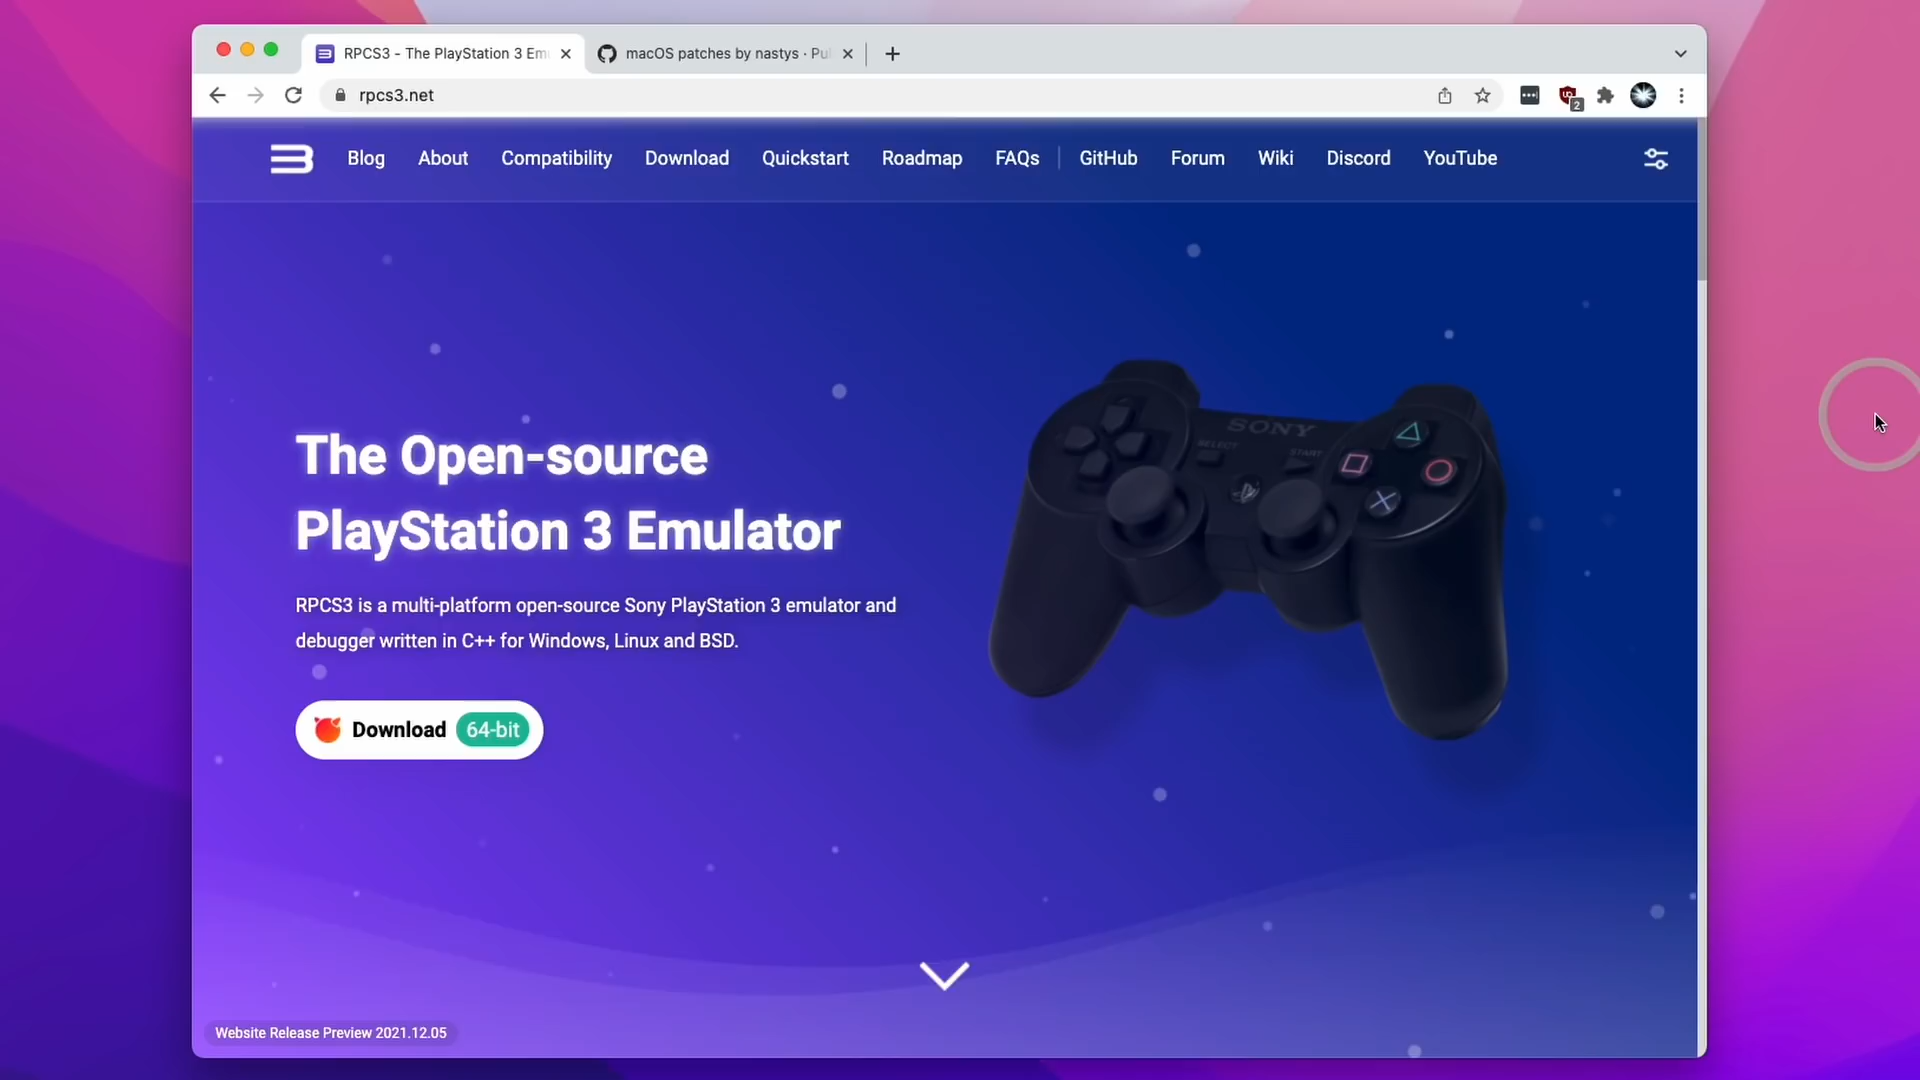 RPCS3 - The PlayStation 3 Em
macOS patches by nastys · Pu
rpcs3.net
2
Blog About Compatibility Download Quickstart Roadmap FAQs GitHub Forum Wiki Discord YouTube
SONY
SELECT
START
The Open-source
PlayStation 3 Emulator
RPCS3 is a multi-platform open-source Sony PlayStation 3 emulator and
debugger written in C++ for Windows, Linux and BSD.
Download 64-bit
Website Release Preview 2021.12.05